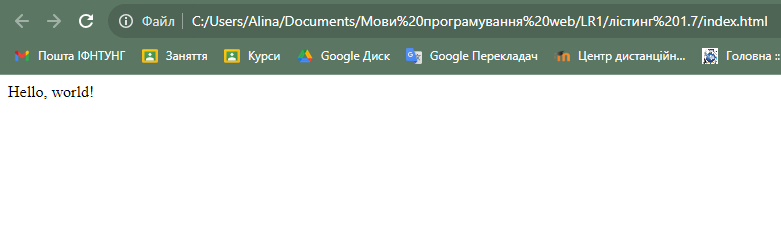 Файл C:/Users/Alina/Documents/Мови%20програмування%20web/LR1/лістинг%201.7/index.html
Пошта ІФНТУНГ Заняття Курси Google Диск Google Перекладач Центр дистанційн... Головна ::
Hello, world!